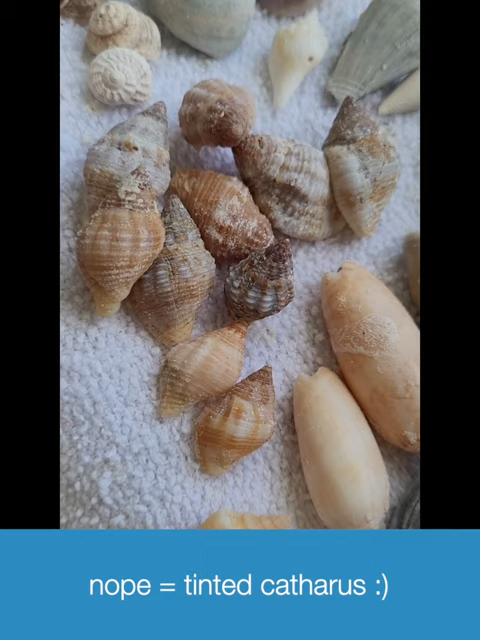 nope = tinted catharus :)